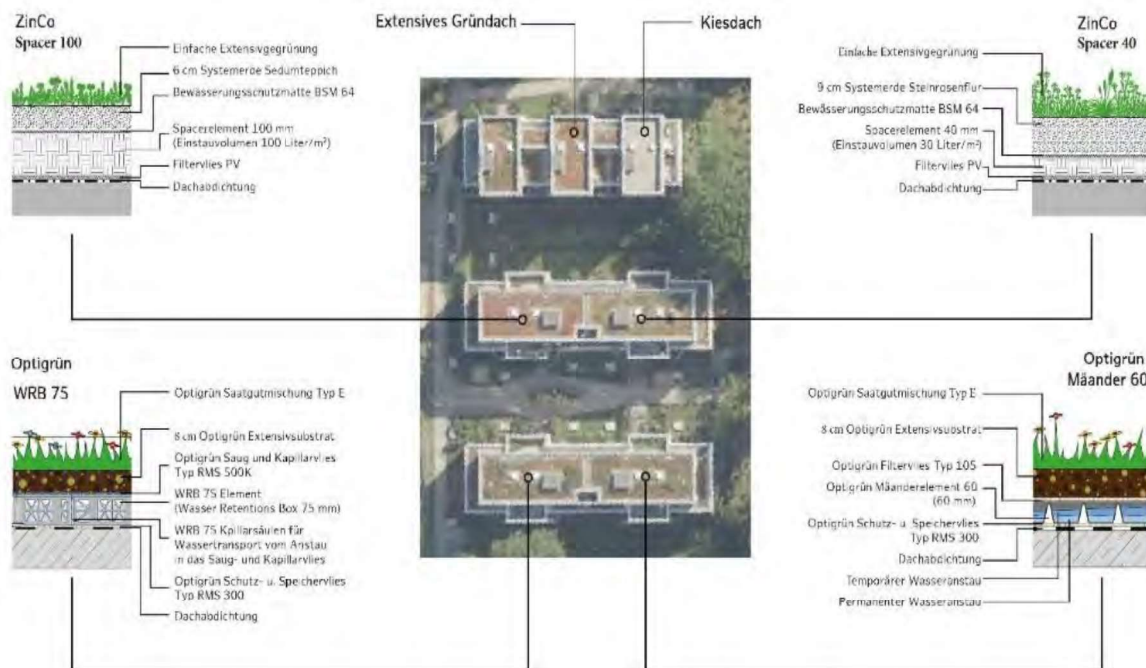 ZinCo
Spacer 100
Einfache Extensivgegrünung
6 cm Systemerde Sedumteppich
Bewässerungsschutzmatte BSM 64
Spacerelement 100 mm
(Einstauvolumen 100 Liter/m²)
Filtervlies PV
Dachabdichtung
Extensives Gründach
Kiesdach
ZinCo
Spacer 40
Einfache Extensivgegrünung
9 cm Systemerde Steinrosenflur
Bewässerungsschutzmatte BSM 64
Spacerelement 40 mm
(Einstauvolumen 30 Liter/m²)
Filtervlies PV
Dachabdichtung
Optigrün
WRB 75
Optigrün Saatgutmischung Typ E
8 cm Optigrün Extensivsubstrat
Optigrün Saug und Kapillarvlies
Typ RMS 500K
WRB 75 Element
(Wasser Retentions Box 75 mm)
WRB 75 Kpillarsäulen für
Wassertransport vom Anstau
in das Saug- und Kapillarvlies
Optigrün Schutz- u. Speichervlies
Typ RMS 300
Dachabdichtung
Optigrün
Mäander 60
Optigrün Saatgutmischung Typ E
8 cm Optigrün Extensivsubstrat
Optigrün Filtervlies Typ 105
Optigrün Mäanderelement 60
(60 mm)
Optigrün Schutz- u. Speichervlies
Typ RMS 300
Dachabdichtung
Temporärer Wasseranstau
Permanenter Wasseranstau